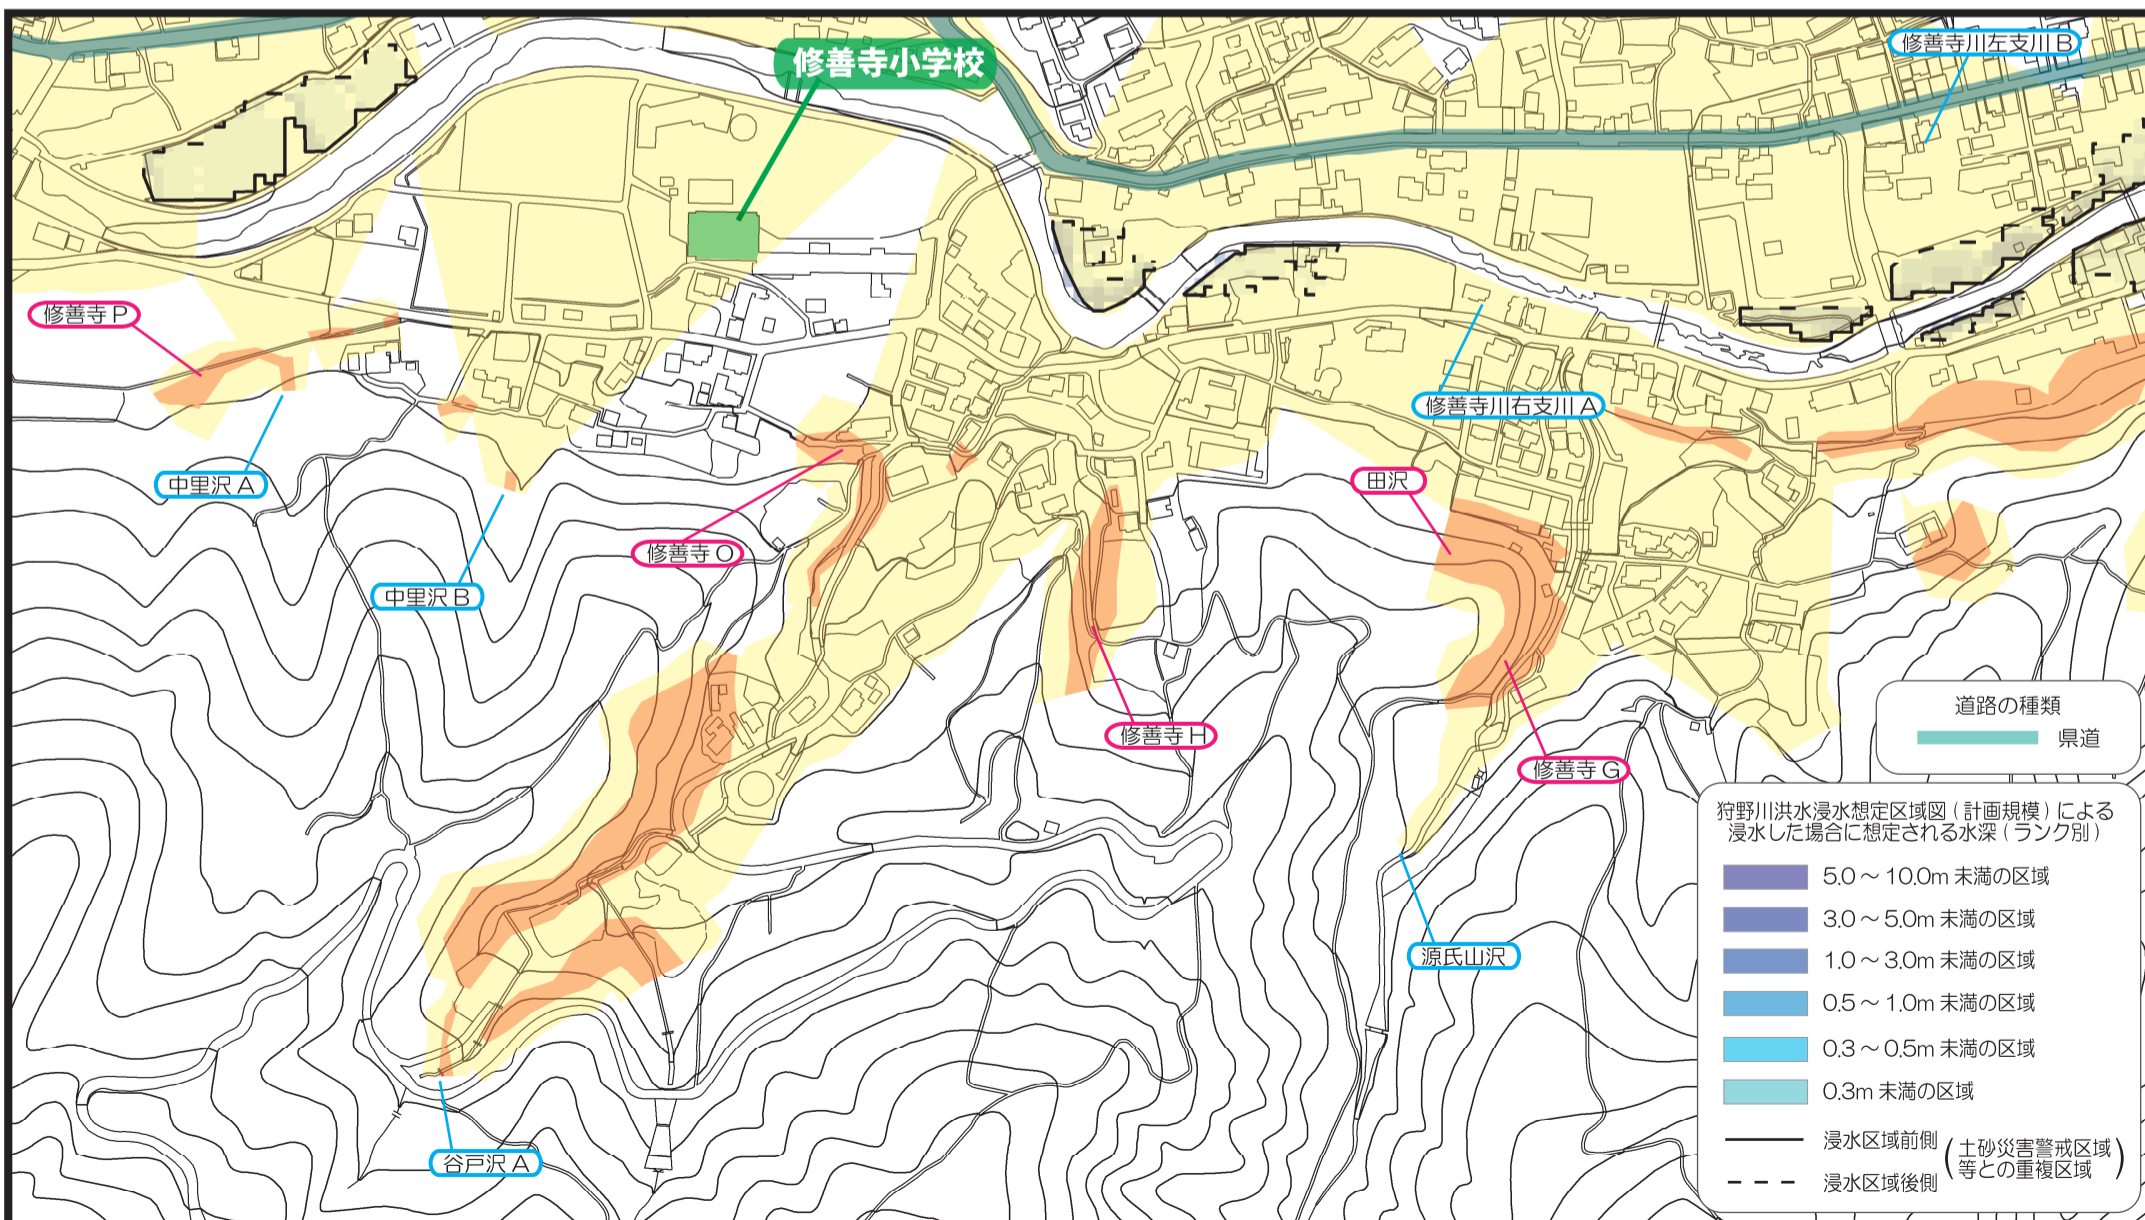 修善寺小学校
修善寺川左支川 B
修善寺 P
修善寺川右支川 A
中里沢 A
田沢
修善寺 O
中里沢 B
修善寺 H
修善寺 G
源氏山沢
谷戸沢 A
道路の種類
県道
狩野川洪水浸水想定区域図 ( 計画規模 ) による
浸水した場合に想定される水深 ( ランク別 )
5.0 ～ 10.0m 未満の区域
3.0 ～ 5.0m 未満の区域
1.0 ～ 3.0m 未満の区域
0.5 ～ 1.0m 未満の区域
0.3 ～ 0.5m 未満の区域
0.3m 未満の区域
浸水区域前側
浸水区域後側
( 土砂災害警戒区域
等との重複区域 )